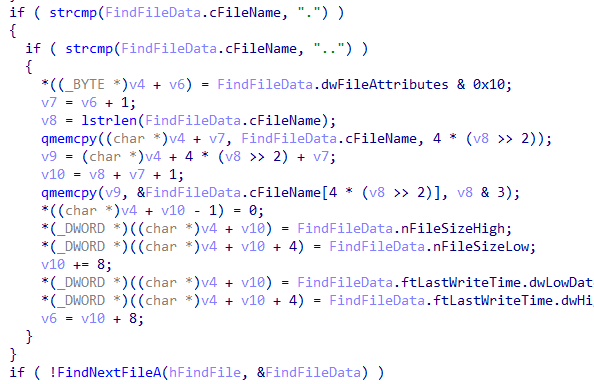 if ( strcmp(FindFileData.cFileName, ".") )
{
if ( strcmp(FindFileData.cFileName, "..") )
{
*((_BYTE *)v4 + v6) = FindFileData.dwFileAttributes & 0x10;
v7 = v6 + 1;
v8 = lstrlen(FindFileData.cFileName);
qmemcpy((char *)v4 + v7, FindFileData.cFileName, 4 * (v8 >> 2));
v9 = (char *)v4 + 4 * (v8 >> 2) + v7;
v10 = v8 + v7 + 1;
qmemcpy(v9, &FindFileData.cFileName[4 * (v8 >> 2)], v8 & 3);
*((char *)v4 + v10 - 1) = 0;
*(_DWORD *)((char *)v4 + v10) = FindFileData.nFileSizeHigh;
*(_DWORD *)((char *)v4 + v10 + 4) = FindFileData.nFileSizeLow;
v10 += 8;
*(_DWORD *)((char *)v4 + v10) = FindFileData.ftLastWriteTime.dwLowDat
*(_DWORD *)((char *)v4 + v10 + 4) = FindFileData.ftLastWriteTime.dwHi
v6 = v10 + 8;
}
}
if ( !FindNextFileA(hFindFile, &FindFileData) )